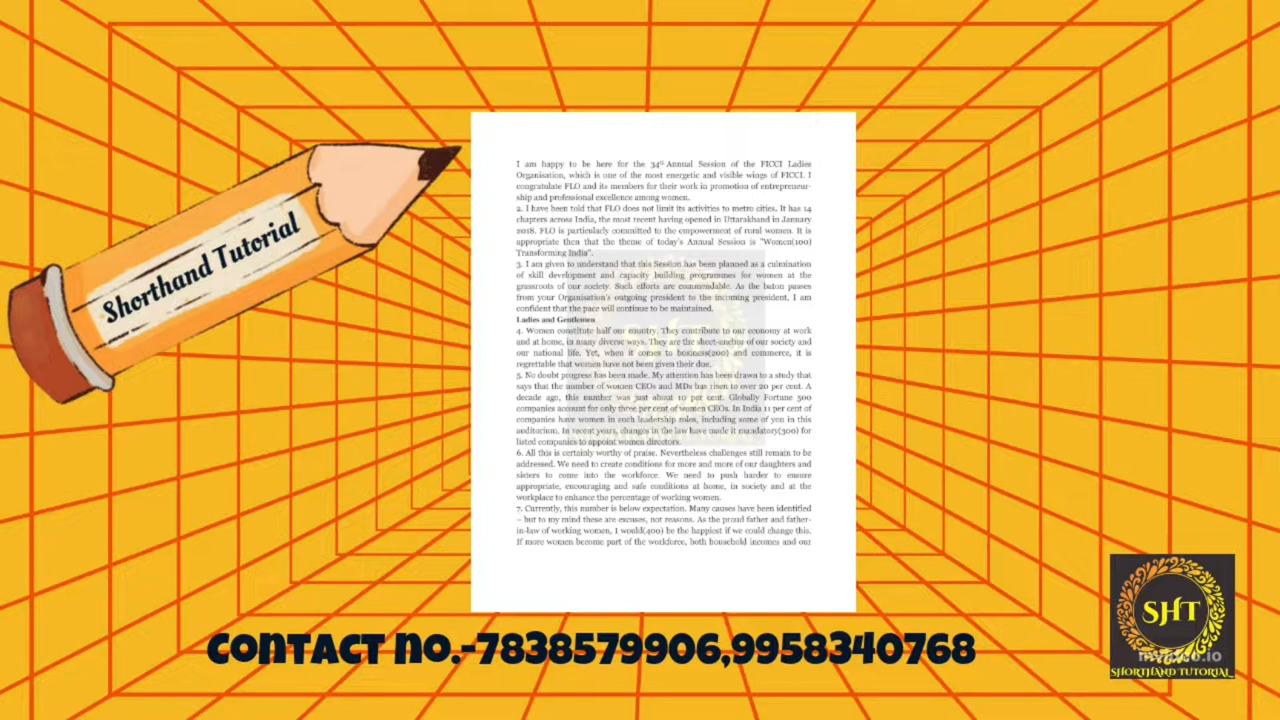 Shorthand Tutorial
I am happy to be here for the 34th Annual Session of the FICCI Ladies
Organisation, which is one of the most energetic and visible wings of FICCI. I
congratulate FLO and its members for their work in promotion of entrepreneur-
ship and professional excellence among women.
2. I have been told that FLO does not limit its activities to metro cities. It has 14
chapters across India, the most recent having opened in Uttarakhand in January
2018. FLO is particularly committed to the empowerment of rural women. It is
appropriate then that the theme of today's Annual Session is "Women(100)
Transforming India".
3. I am given to understand that this Session has been planned as a culmination
of skill development and capacity building programmes for women at the
grassroots of our society. Such efforts are commendable. As the baton passes
from your Organisation's outgoing president to the incoming president, I am
confident that the pace will continue to be maintained.
Ladies and Gentlemen
4. Women constitute half our country. They contribute to our economy at work
and at home, in many diverse ways. They are the sheet-anchor of our society and
our national life. Yet, when it comes to business(200) and commerce, it is
regrettable that women have not been given their due.
5. No doubt progress has been made. My attention has been drawn to a study that
says that the number of women CEOs and MDs has risen to over 20 per cent. A
decade ago, this number was just about 10 per cent. Globally Fortune 500
companies account for only three per cent of women CEOs. In India 11 per cent of
companies have women in such leadership roles, including some of you in this
auditorium. In recent years, changes in the law have made it mandatory(300) for
listed companies to appoint women directors.
6. All this is certainly worthy of praise. Nevertheless challenges still remain to be
addressed. We need to create conditions for more and more of our daughters and
sisters to come into the workforce. We need to push harder to ensure
appropriate, encouraging and safe conditions at home, in society and at the
workplace to enhance the percentage of working women.
7. Currently, this number is below expectation. Many causes have been identified
– but to my mind these are excuses, not reasons. As the proud father and father-
in-law of working women, I would(400) be the happiest if we could change this.
If more women become part of the workforce, both household incomes and our
Contact no.-7838579906,9958340768
SHT
SHORTHAND TUTORIAL